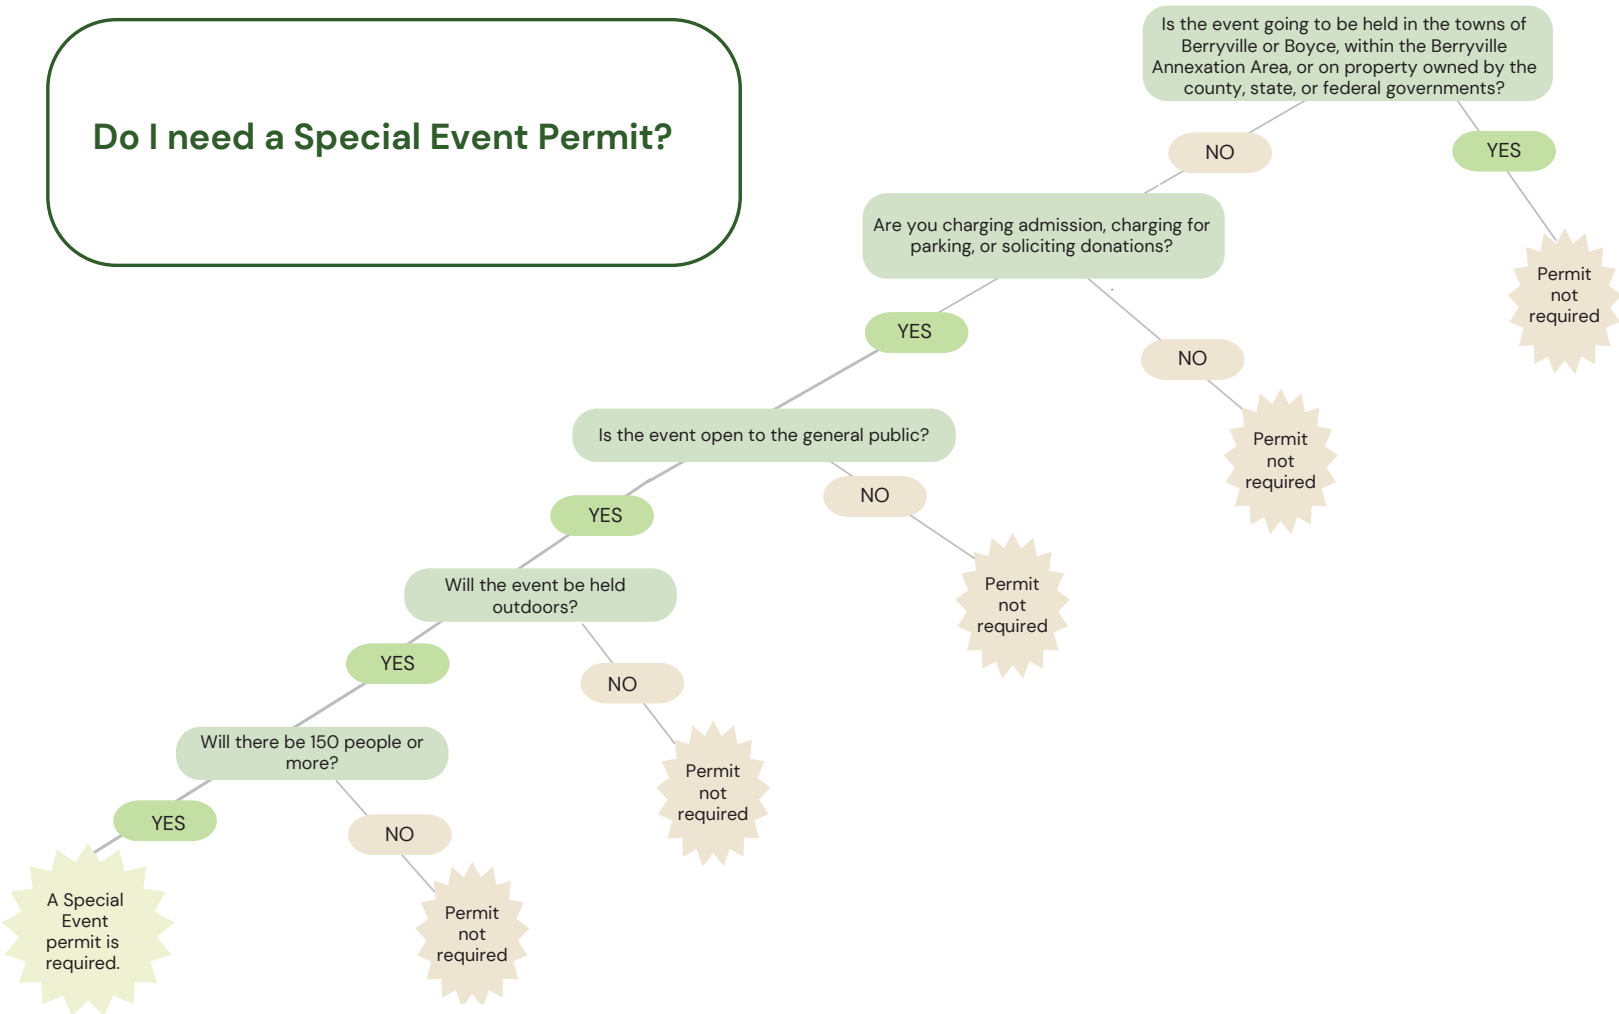 Do I need a Special Event Permit?
Is the event going to be held in the towns of
Berryville or Boyce, within the Berryville
Annexation Area, or on property owned by the
county, state, or federal governments?
NO
YES
Permit
not
required
Are you charging admission, charging for
parking, or soliciting donations?
YES
NO
Permit
not
required
Is the event open to the general public?
YES
NO
Permit
not
required
Will the event be held
outdoors?
YES
NO
Permit
not
required
Will there be 150 people or
more?
YES
NO
A Special
Event
permit is
required.
Permit
not
required